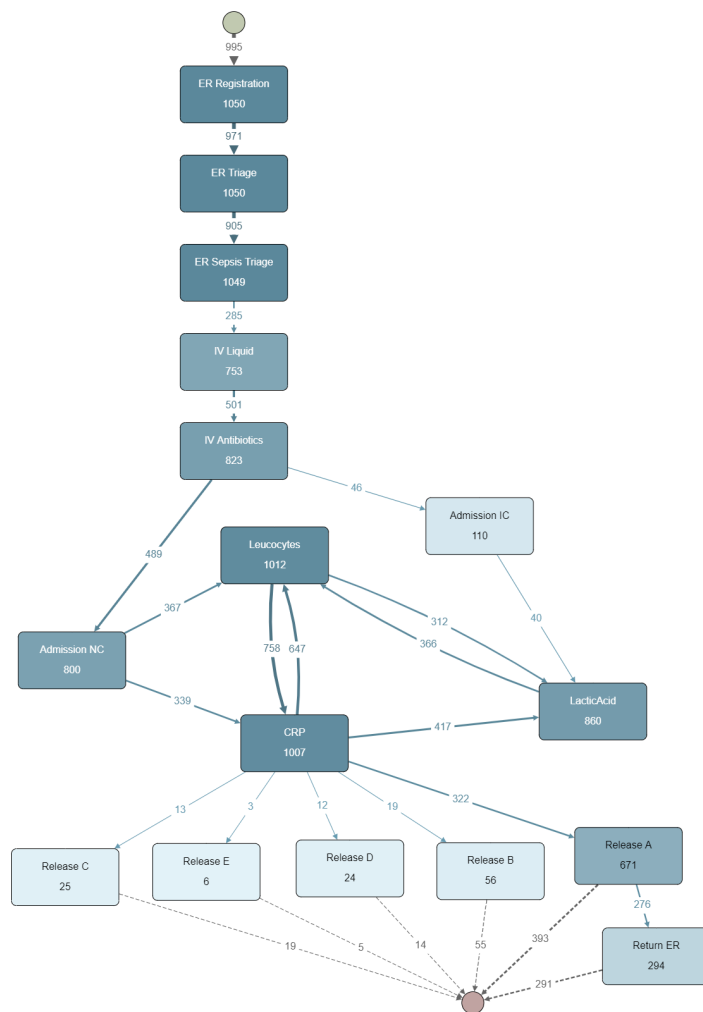 995
ER Registration
1050
971
ER Triage
1050
905
ER Sepsis Triage
1049
285
IV Liquid
753
501
IV Antibiotics
823
46
Admission IC
110
489
Leucocytes
1012
367
312
40
758
647
366
Admission NC
800
339
LacticAcid
860
CRP
1007
417
322
13
3
12
19
Release C
25
Release E
6
Release D
24
Release B
56
Release A
671
276
19
5
14
55
393
Return ER
294
291